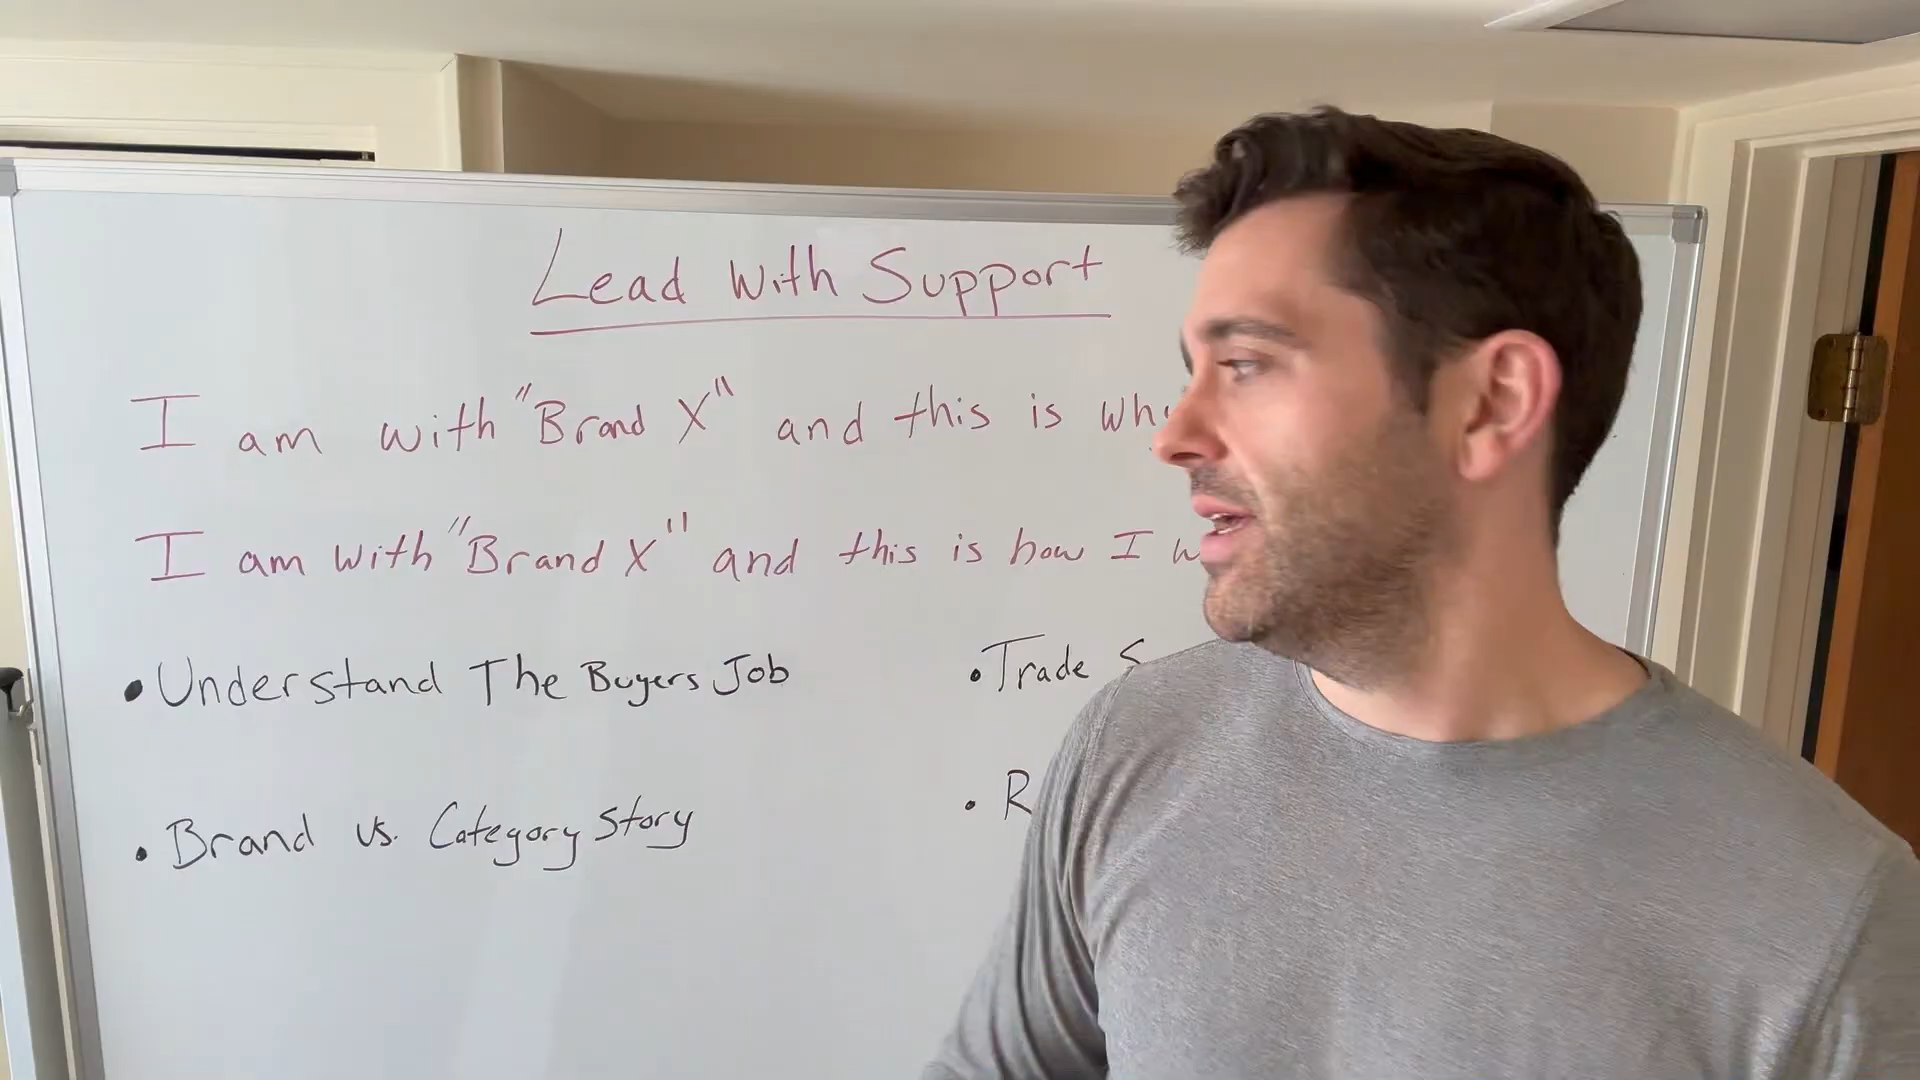 Lead With Support
I am with "Brand X" and this is
I am with "Brand X" and this is how I
• Understand The Buyers Job
• Trade
• Brand vs. Category Story